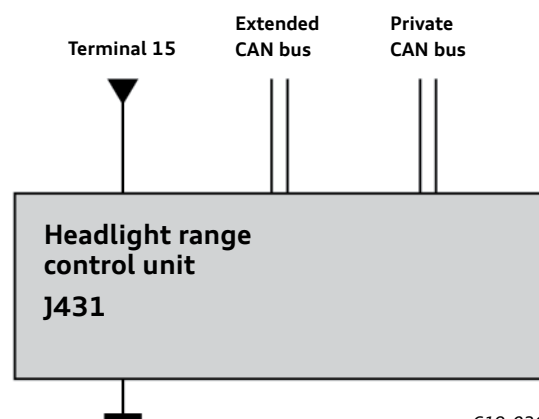 Terminal 15
Extended
CAN bus
Private
CAN bus
Headlight range
control unit
J431